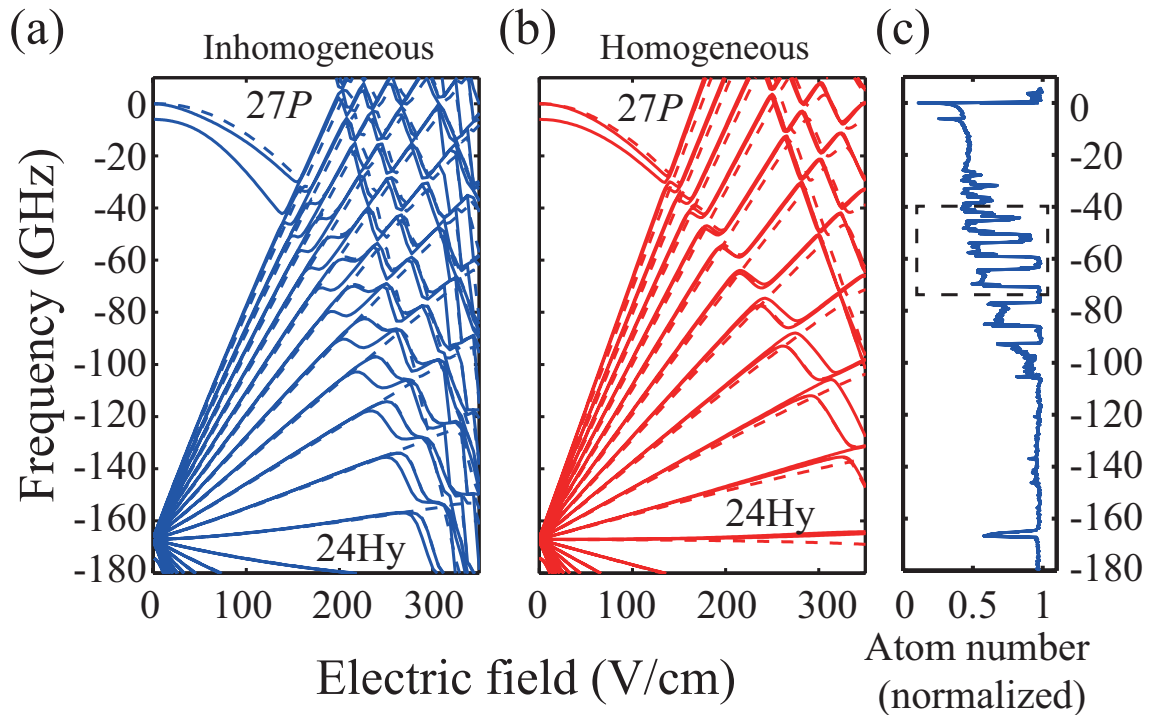 (a)
Inhomogeneous
(b)
Homogeneous
(c)
27P
27P
24Hy
24Hy
Frequency (GHz)
0
-20
-40
-60
-80
-100
-120
-140
-160
-180
0
-20
-40
-60
-80
-100
-120
-140
-160
-180
0 100 200 300
0 100 200 300
0 0.5 1
Electric field (V/cm)
Atom number
(normalized)